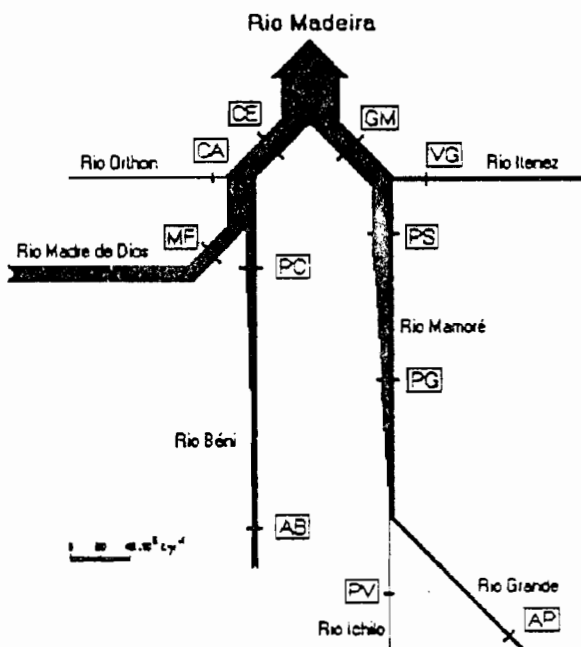 Rio Madeira
CE
GM
CA
VG
Rio Orthon
Rio Itenez
MF
PS
Rio Madre de Dios
PC
Rio Mamoré
PG
Rio Béni
AB
Rio Grande
PV
AP
Rio Ichilo